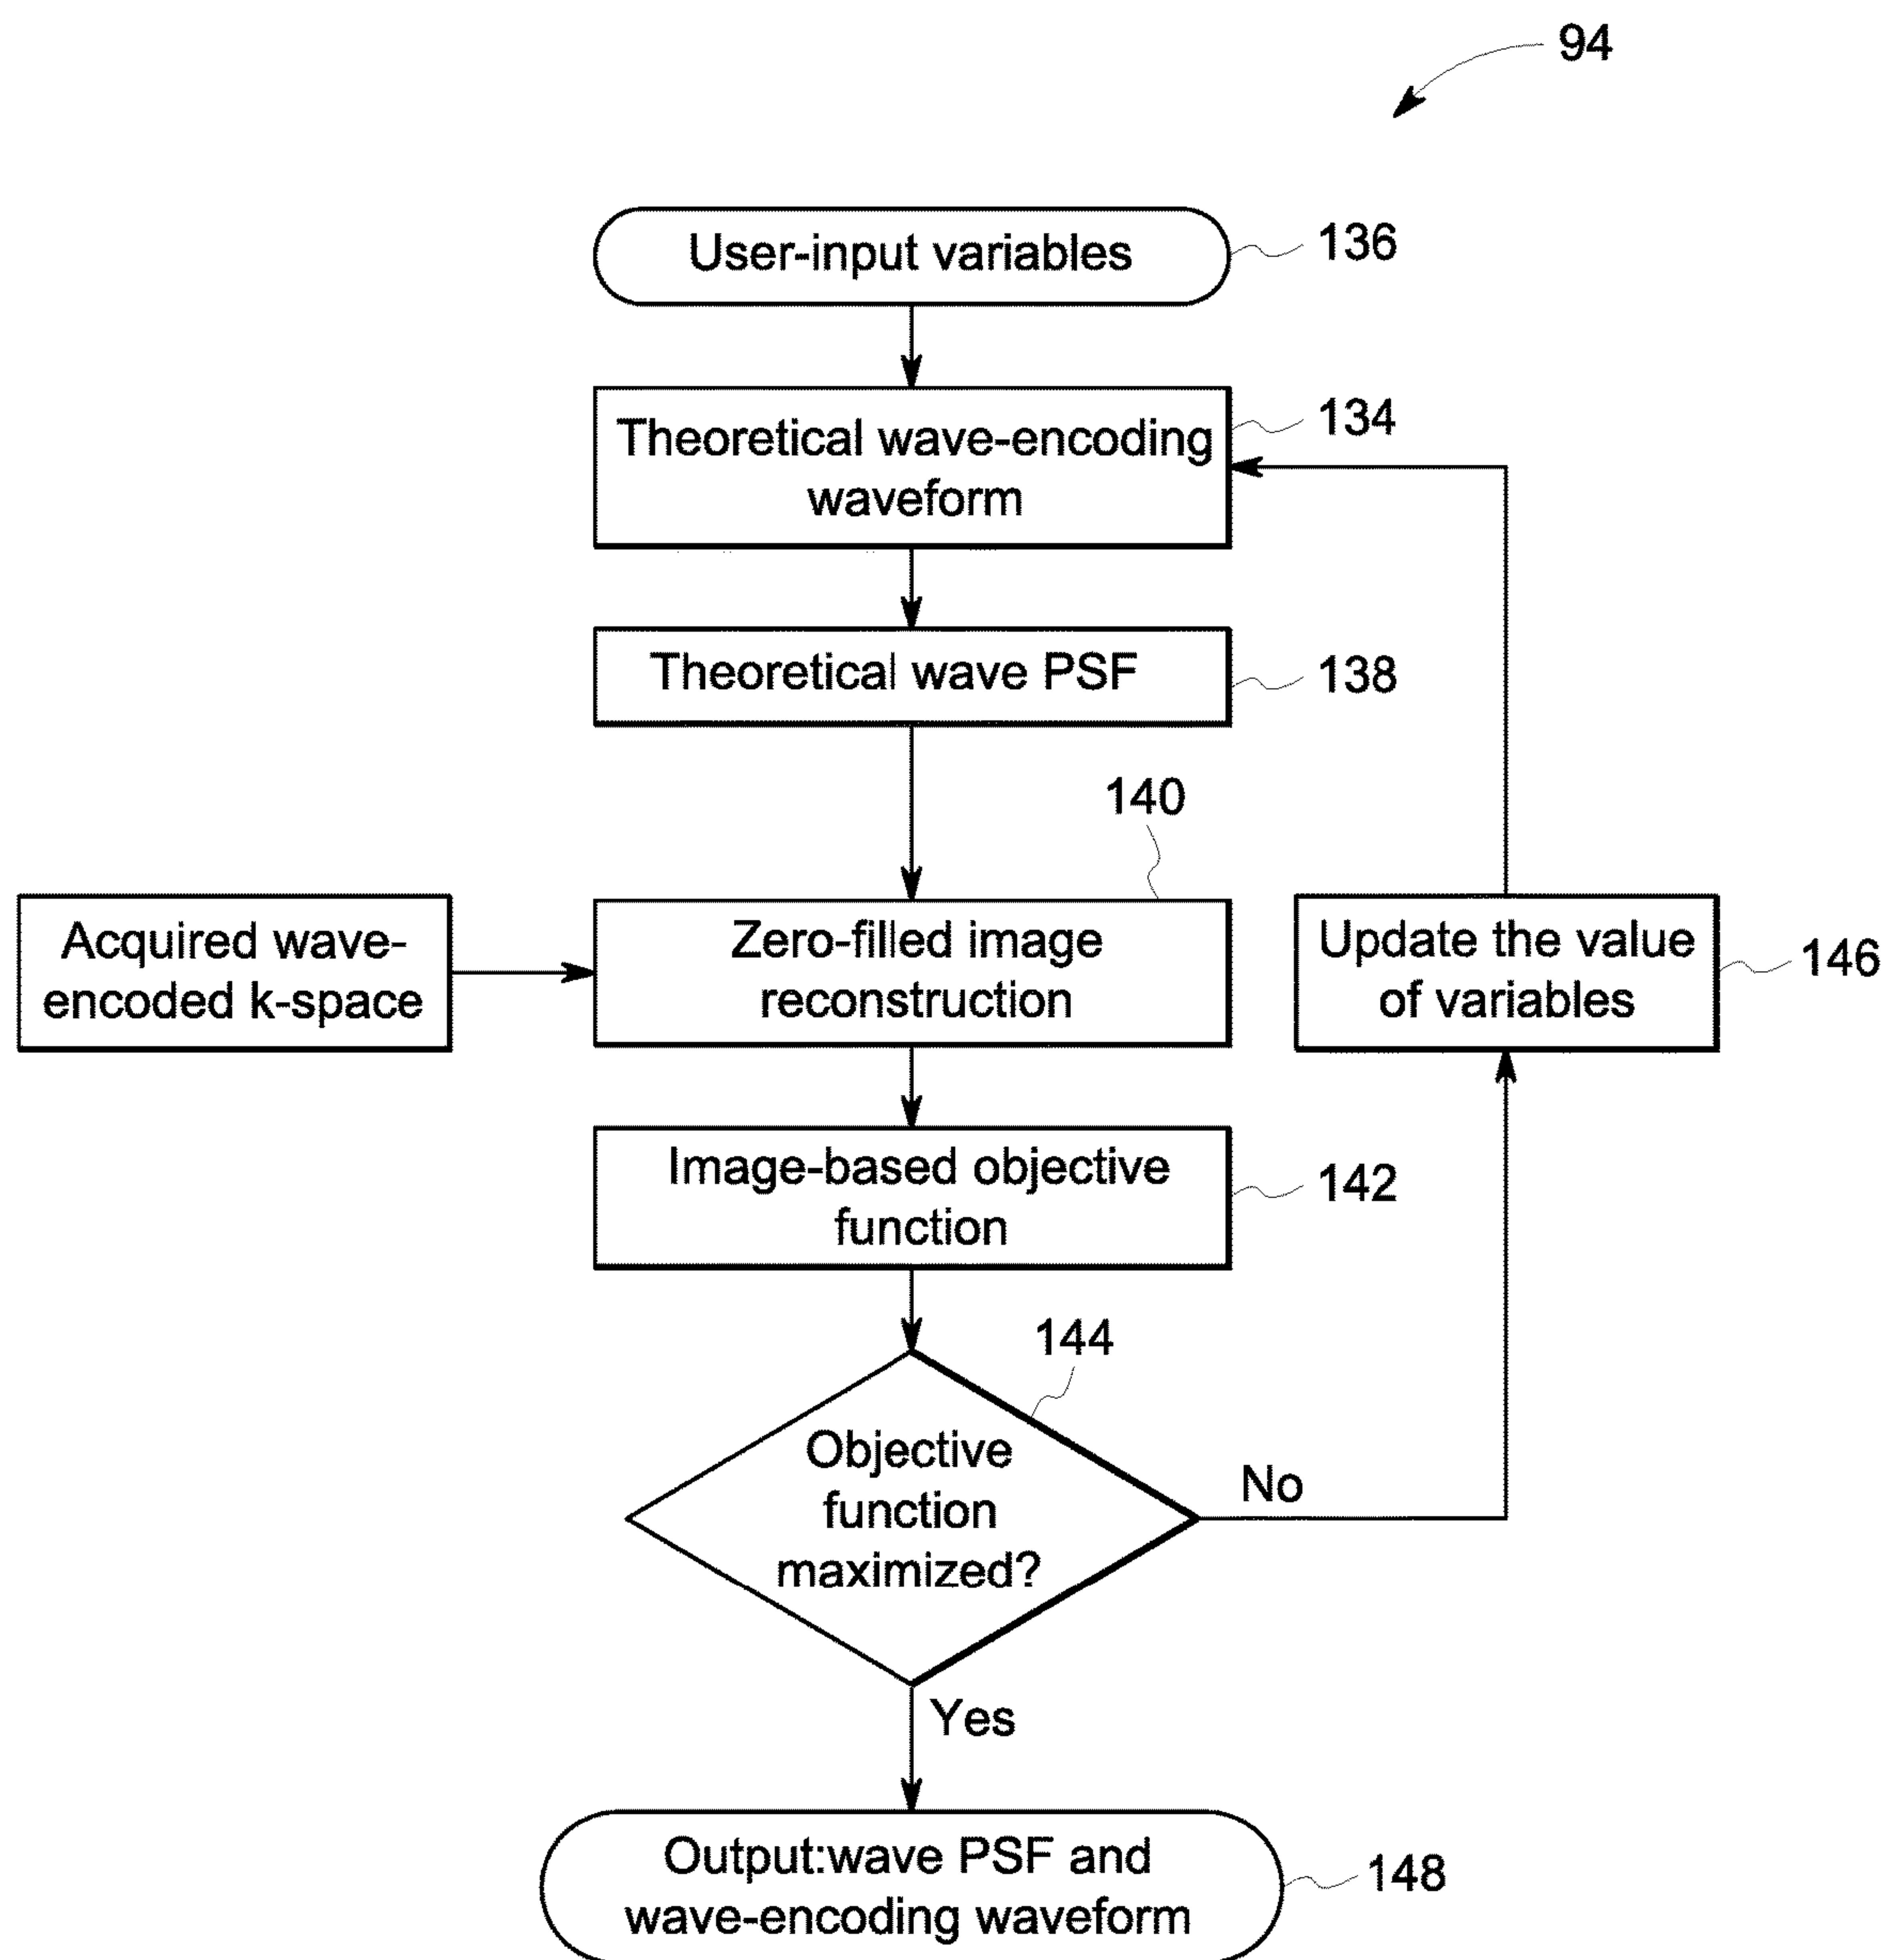 94
User-input variables
136
Theoretical wave-encoding
waveform
134
Theoretical wave PSF
138
140
Acquired wave-
encoded k-space
Zero-filled image
reconstruction
Update the value
of variables
146
Image-based objective
function
142
144
Objective
function
maximized?
No
Yes
Output:wave PSF and
wave-encoding waveform
148